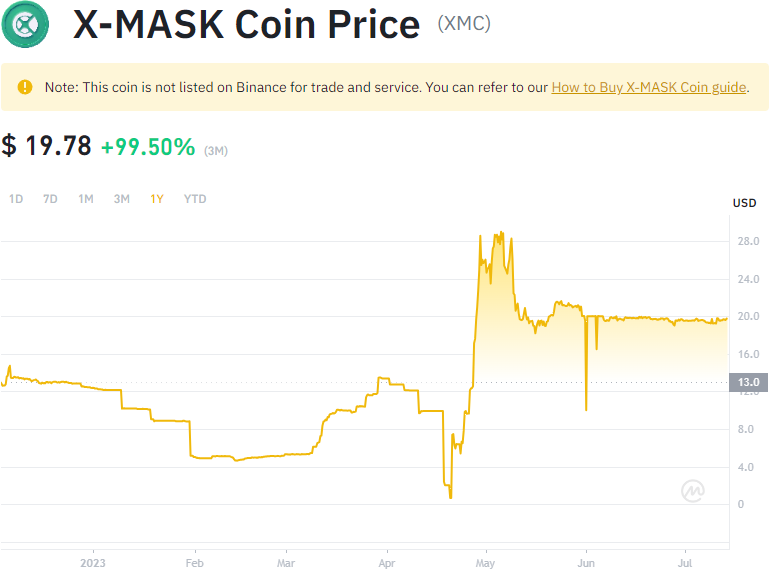 X-MASK Coin Price (XMC)
Note: This coin is not listed on Binance for trade and service. You can refer to our How to Buy X-MASK Coin guide.
$ 19.78 +99.50% (3M)
1D 7D 1M 3M 1Y YTD
USD
28.0
24.0
20.0
16.0
13.0
12.0
8.0
4.0
0
2023 Feb Mar Apr May Jun Jul